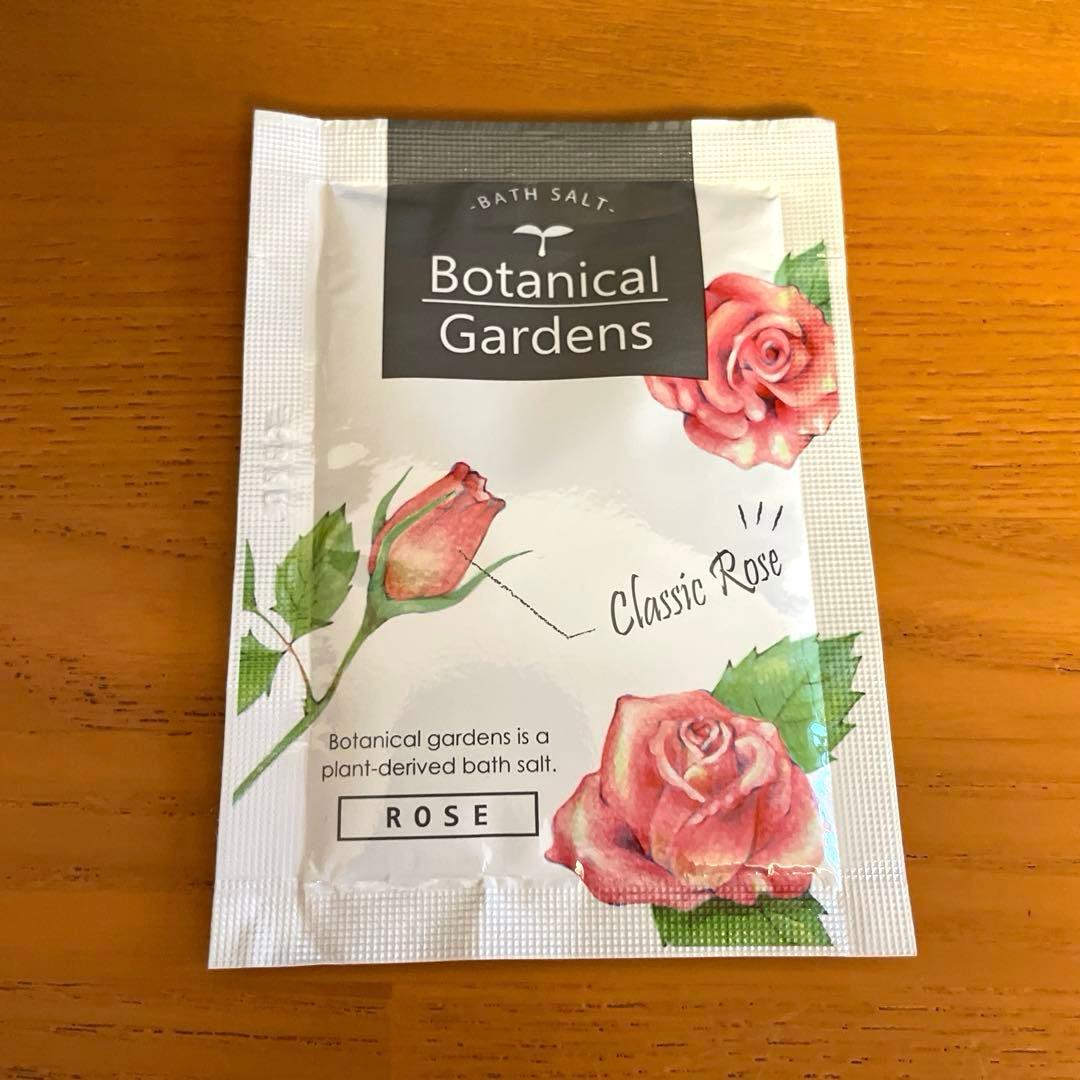 -BATH SALT-
Botanical
Gardens
Classic Rose
Botanical gardens is a
plant-derived bath salt.
ROSE